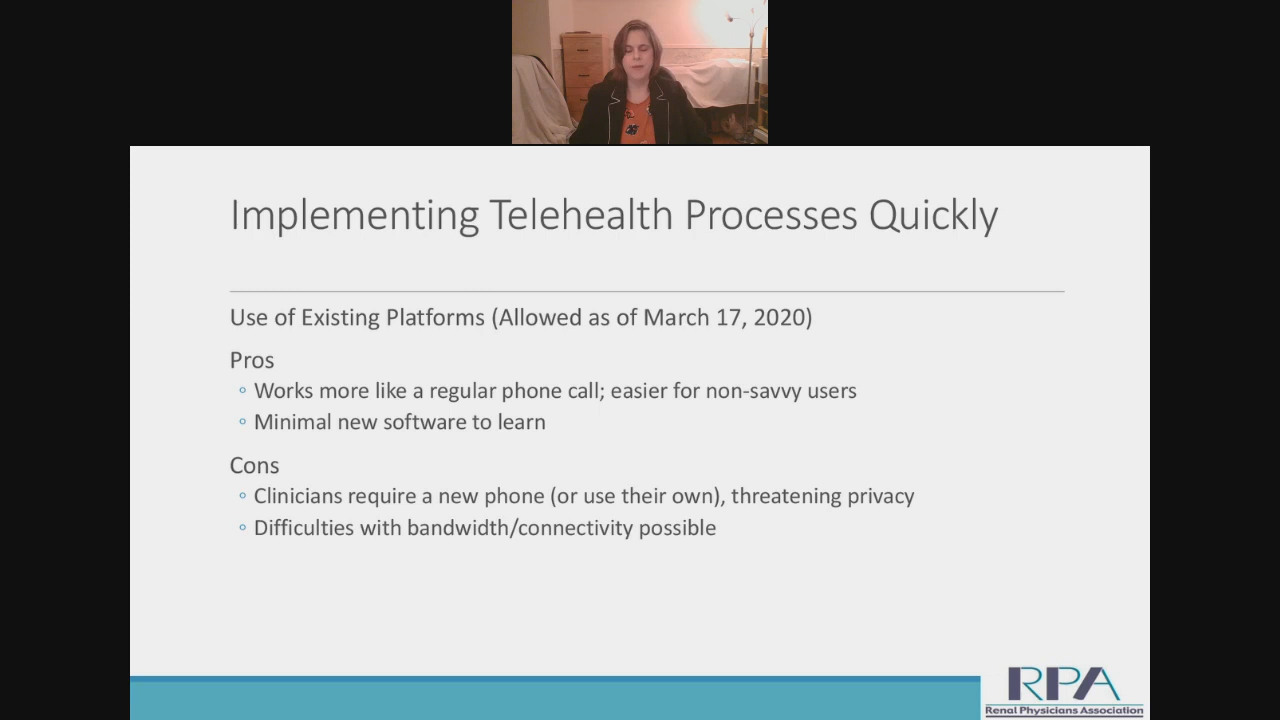 Implementing Telehealth Processes Quickly
Use of Existing Platforms (Allowed as of March 17, 2020)
Pros
◦ Works more like a regular phone call; easier for non-savvy users
◦ Minimal new software to learn
Cons
◦ Clinicians require a new phone (or use their own), threatening privacy
◦ Difficulties with bandwidth/connectivity possible
RPA
Renal Physicians Association